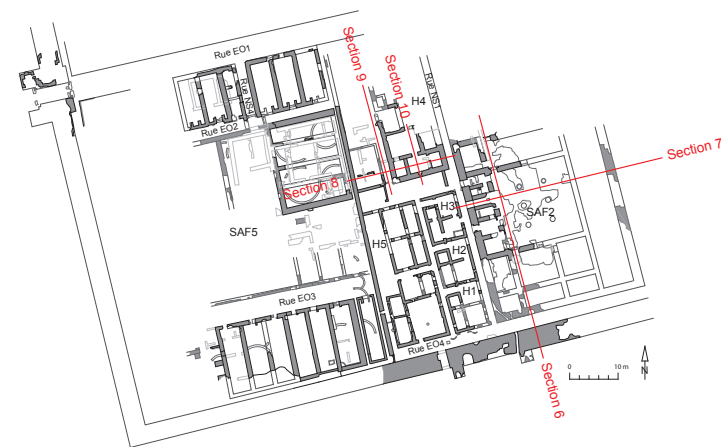 Rue EO1
Section 9
Section 10
Rue NS4
H4
Rue NS1
Rue EO2
Section 7
Section 8
H3
SAF2
SAF5
H5
H2
H1
Rue EO3
Rue EO4
Section 6
0 10 m
N